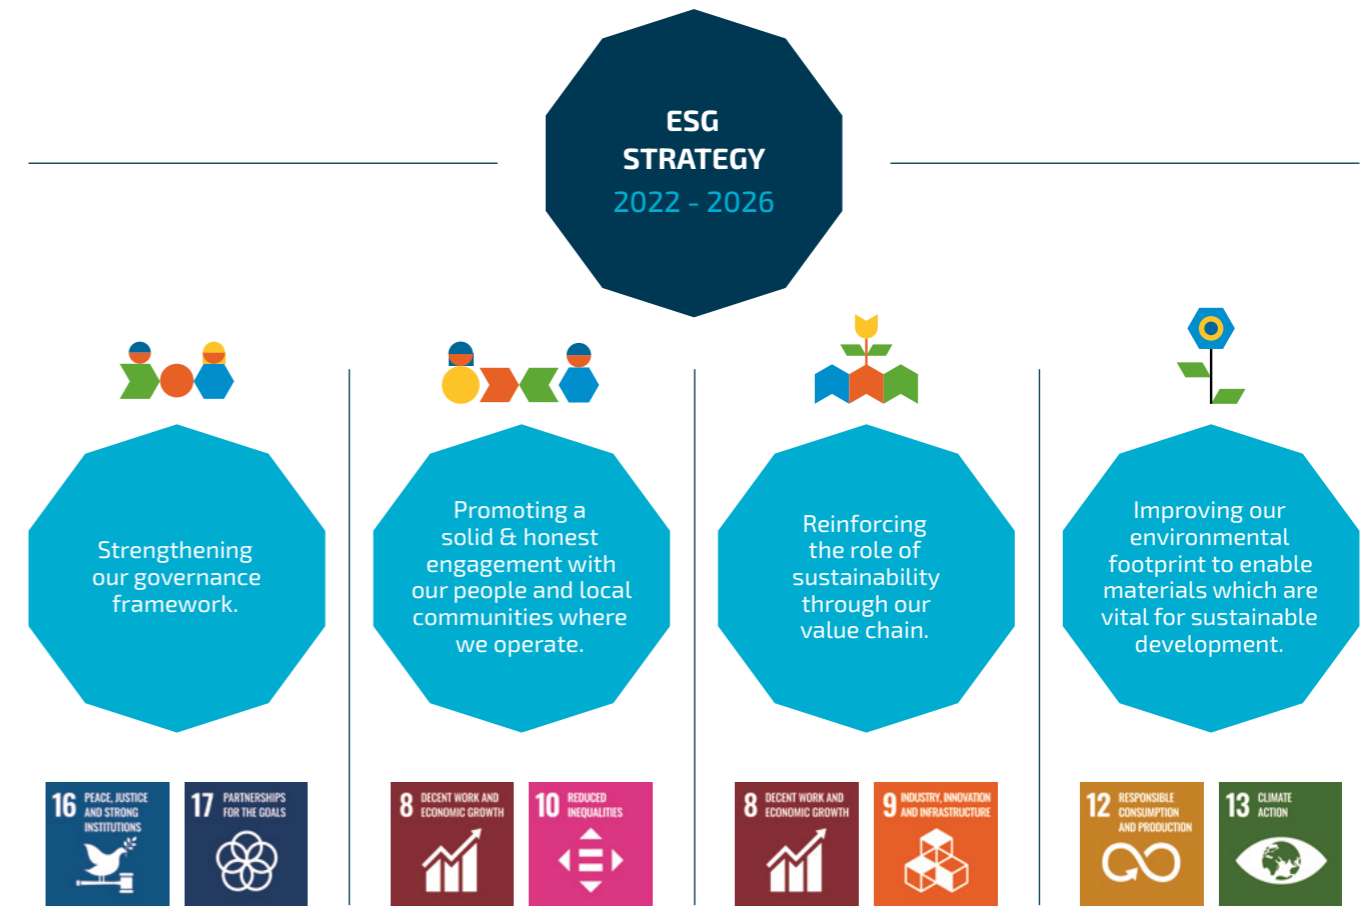 ESG
STRATEGY
2022 - 2026
Strengthening
our governance
framework.
Promoting a
solid & honest
engagement with
our people and local
communities where
we operate.
Reinforcing
the role of
sustainability
through our
value chain.
Improving our
environmental
footprint to enable
materials which are
vital for sustainable
development.
16 PEACE, JUSTICE
AND STRONG
INSTITUTIONS
17 PARTNERSHIPS
FOR THE GOALS
8 DECENT WORK AND
ECONOMIC GROWTH
10 REDUCED
INEQUALITIES
8 DECENT WORK AND
ECONOMIC GROWTH
9 INDUSTRY, INNOVATION
AND INFRASTRUCTURE
12 RESPONSIBLE
CONSUMPTION
AND PRODUCTION
13 CLIMATE
ACTION